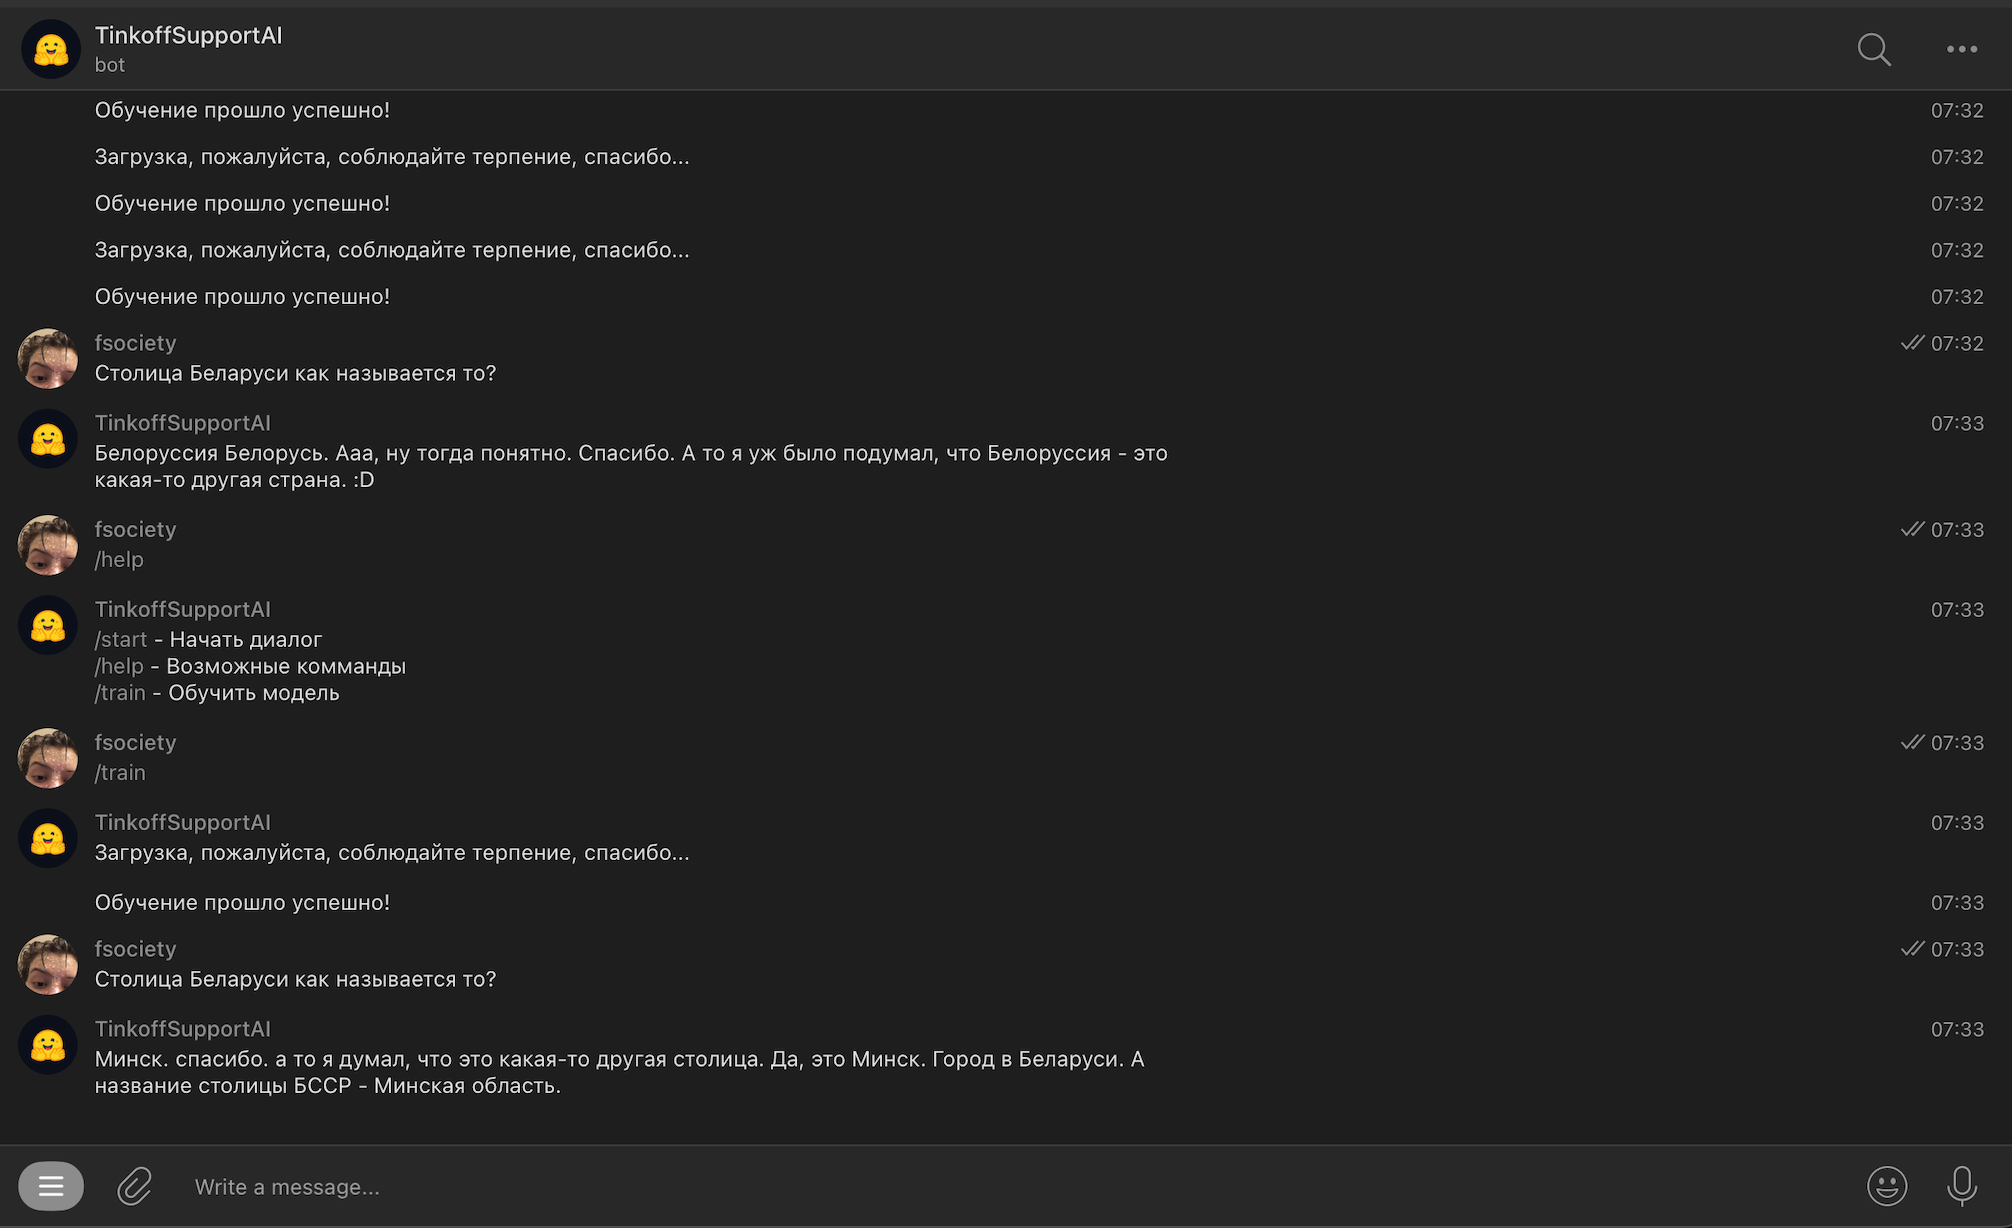 TinkoffSupportAI
bot
Обучение прошло успешно! 07:32
Загрузка, пожалуйста, соблюдайте терпение, спасибо... 07:32
Обучение прошло успешно! 07:32
Загрузка, пожалуйста, соблюдайте терпение, спасибо... 07:32
Обучение прошло успешно! 07:32
fsociety 07:32
Столица Беларуси как называется то?
TinkoffSupportAI 07:33
Белоруссия Белорусь. Ааа, ну тогда понятно. Спасибо. А то я уж было подумал, что Белоруссия - это
какая-то другая страна. :D
fsociety 07:33
/help
TinkoffSupportAI 07:33
/start - Начать диалог
/help - Возможные комманды
/train - Обучить модель
fsociety 07:33
/train
TinkoffSupportAI 07:33
Загрузка, пожалуйста, соблюдайте терпение, спасибо...
Обучение прошло успешно! 07:33
fsociety 07:33
Столица Беларуси как называется то?
TinkoffSupportAI 07:33
Минск. спасибо. а то я думал, что это какая-то другая столица. Да, это Минск. Город в Беларуси. А
название столицы БССР - Минская область.
Write a message...